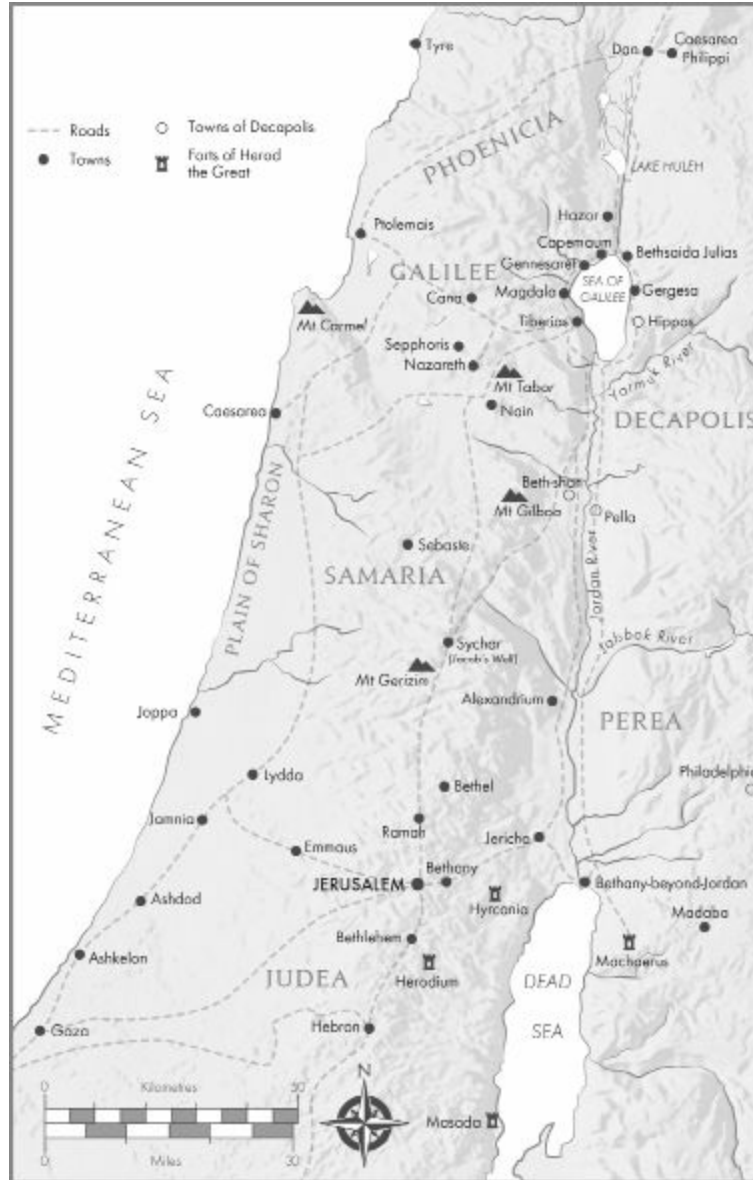 Tyre
Dan
Caesarea
Philippi
Roads
Towns
Towns of Decapolis
Forts of Herod
the Great
PHOENICIA
LAKE HULEH
Hazor
Ptolemais
Capernaum
Bethsaida Julias
Gennesaret
GALILEE
SEA OF
GALILEE
Cana
Magdala
Gergesa
Mt Carmel
Tiberias
Hippos
Sepphoris
Nazareth
Mt Tabor
Yarmuk River
Caesarea
Nain
DECAPOLIS
MEDITERRANEAN SEA
PLAIN OF SHARON
Beth-shan
Mt Gilboa
Pella
Jordan River
Sebaste
SAMARIA
Sychar
(Jacob's Well)
Jabbok River
Mt Gerizim
Alexandrium
Joppa
PEREA
Lydda
Bethel
Philadelphia
Jamnia
Ramah
Emmaus
Jericho
JERUSALEM
Bethany
Bethany-beyond-Jordan
Ashdod
Hyrcania
Madaba
Bethlehem
Ashkelon
Machaerus
JUDEA
Herodium
DEAD
SEA
Gaza
Hebron
N
0 Kilometres 50
Masada
0 Miles 30